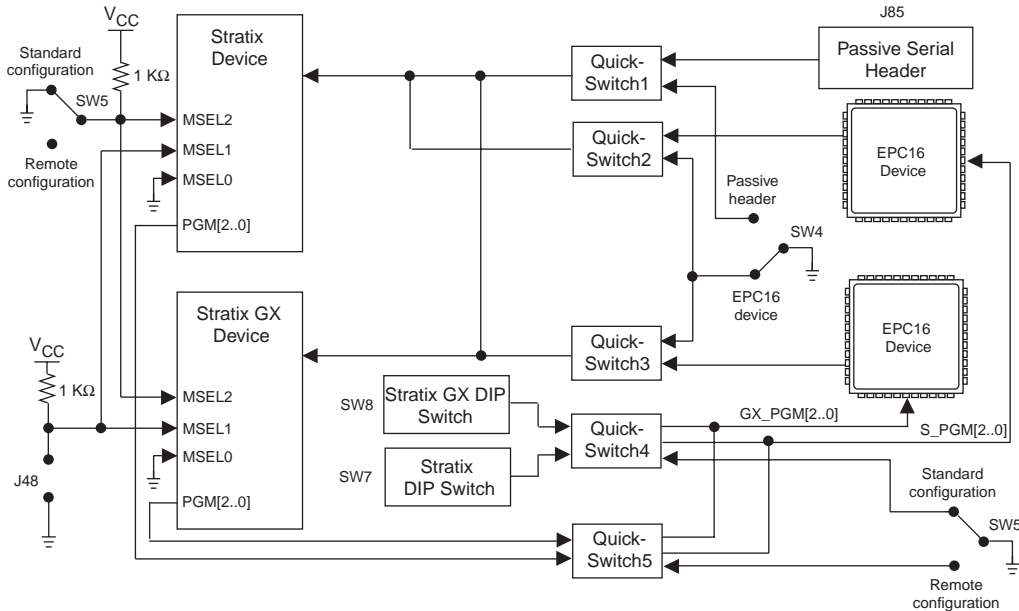 VCC
Standard
configuration
SW5
1 KΩ
Remote
configuration
Stratix
Device
MSEL2
MSEL1
MSEL0
PGM[2..0]
Quick-
Switch1
Quick-
Switch2
J85
Passive Serial
Header
EPC16
Device
Passive
header
SW4
EPC16
device
Stratix GX
Device
VCC
1 KΩ
MSEL2
MSEL1
MSEL0
PGM[2..0]
J48
Quick-
Switch3
EPC16
Device
SW8
Stratix GX DIP
Switch
SW7
Stratix
DIP Switch
Quick-
Switch4
GX_PGM[2..0]
S_PGM[2..0]
Quick-
Switch5
Standard
configuration
SW5
Remote
configuration